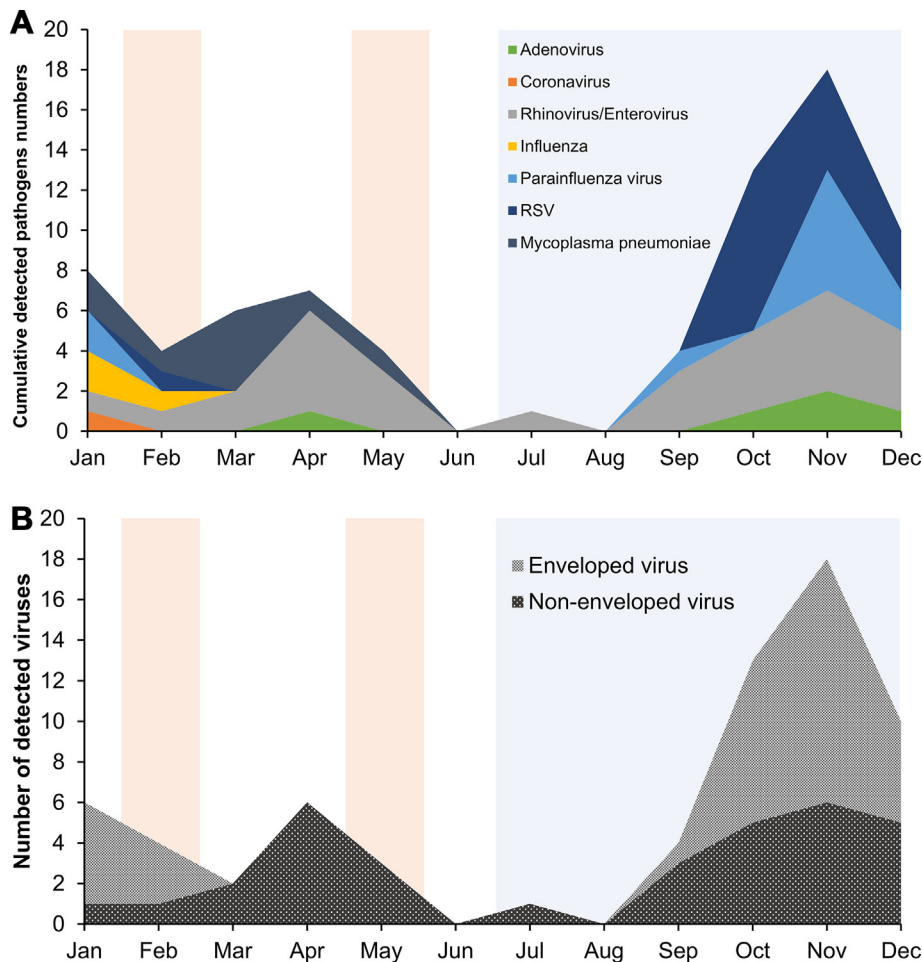 A
Cumulative detected pathogens numbers
20
18
16
14
12
10
8
6
4
2
0
Adenovirus
Coronavirus
Rhinovirus/Enterovirus
Influenza
Parainfluenza virus
RSV
Mycoplasma pneumoniae
Jan Feb Mar Apr May Jun Jul Aug Sep Oct Nov Dec
B
Number of detected viruses
20
18
16
14
12
10
8
6
4
2
0
Enveloped virus
Non-enveloped virus
Jan Feb Mar Apr May Jun Jul Aug Sep Oct Nov Dec